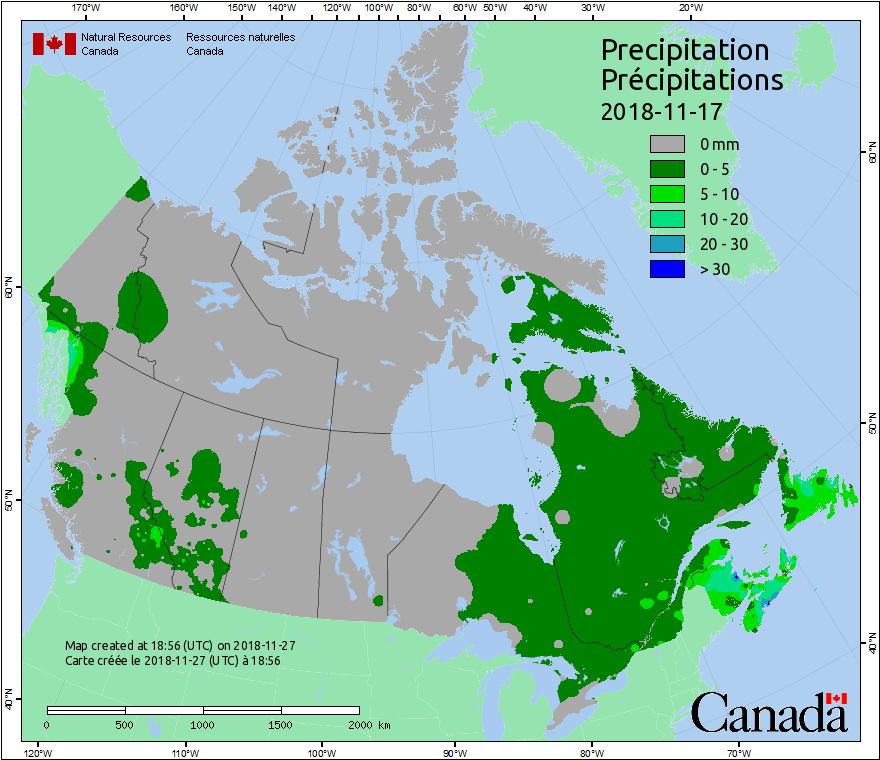 170°W 160°W 150°W 140°W 120°W 110°W 100°W 90°W 80°W 60°W 50°W 40°W 30°W 20°W
Natural Resources Ressources naturelles
Canada Canada
Precipitation
Précipitations
2018-11-17
0 mm
0 - 5
5 - 10
10 - 20
20 - 30
> 30
60°N
60°N
50°N
50°N
40°N
40°N
Map created at 18:56 (UTC) on 2018-11-27
Carte créée le 2018-11-27 (UTC) à 18:56
0 500 1000 1500 2000 km
Canada
120°W 110°W 100°W 90°W 80°W 70°W